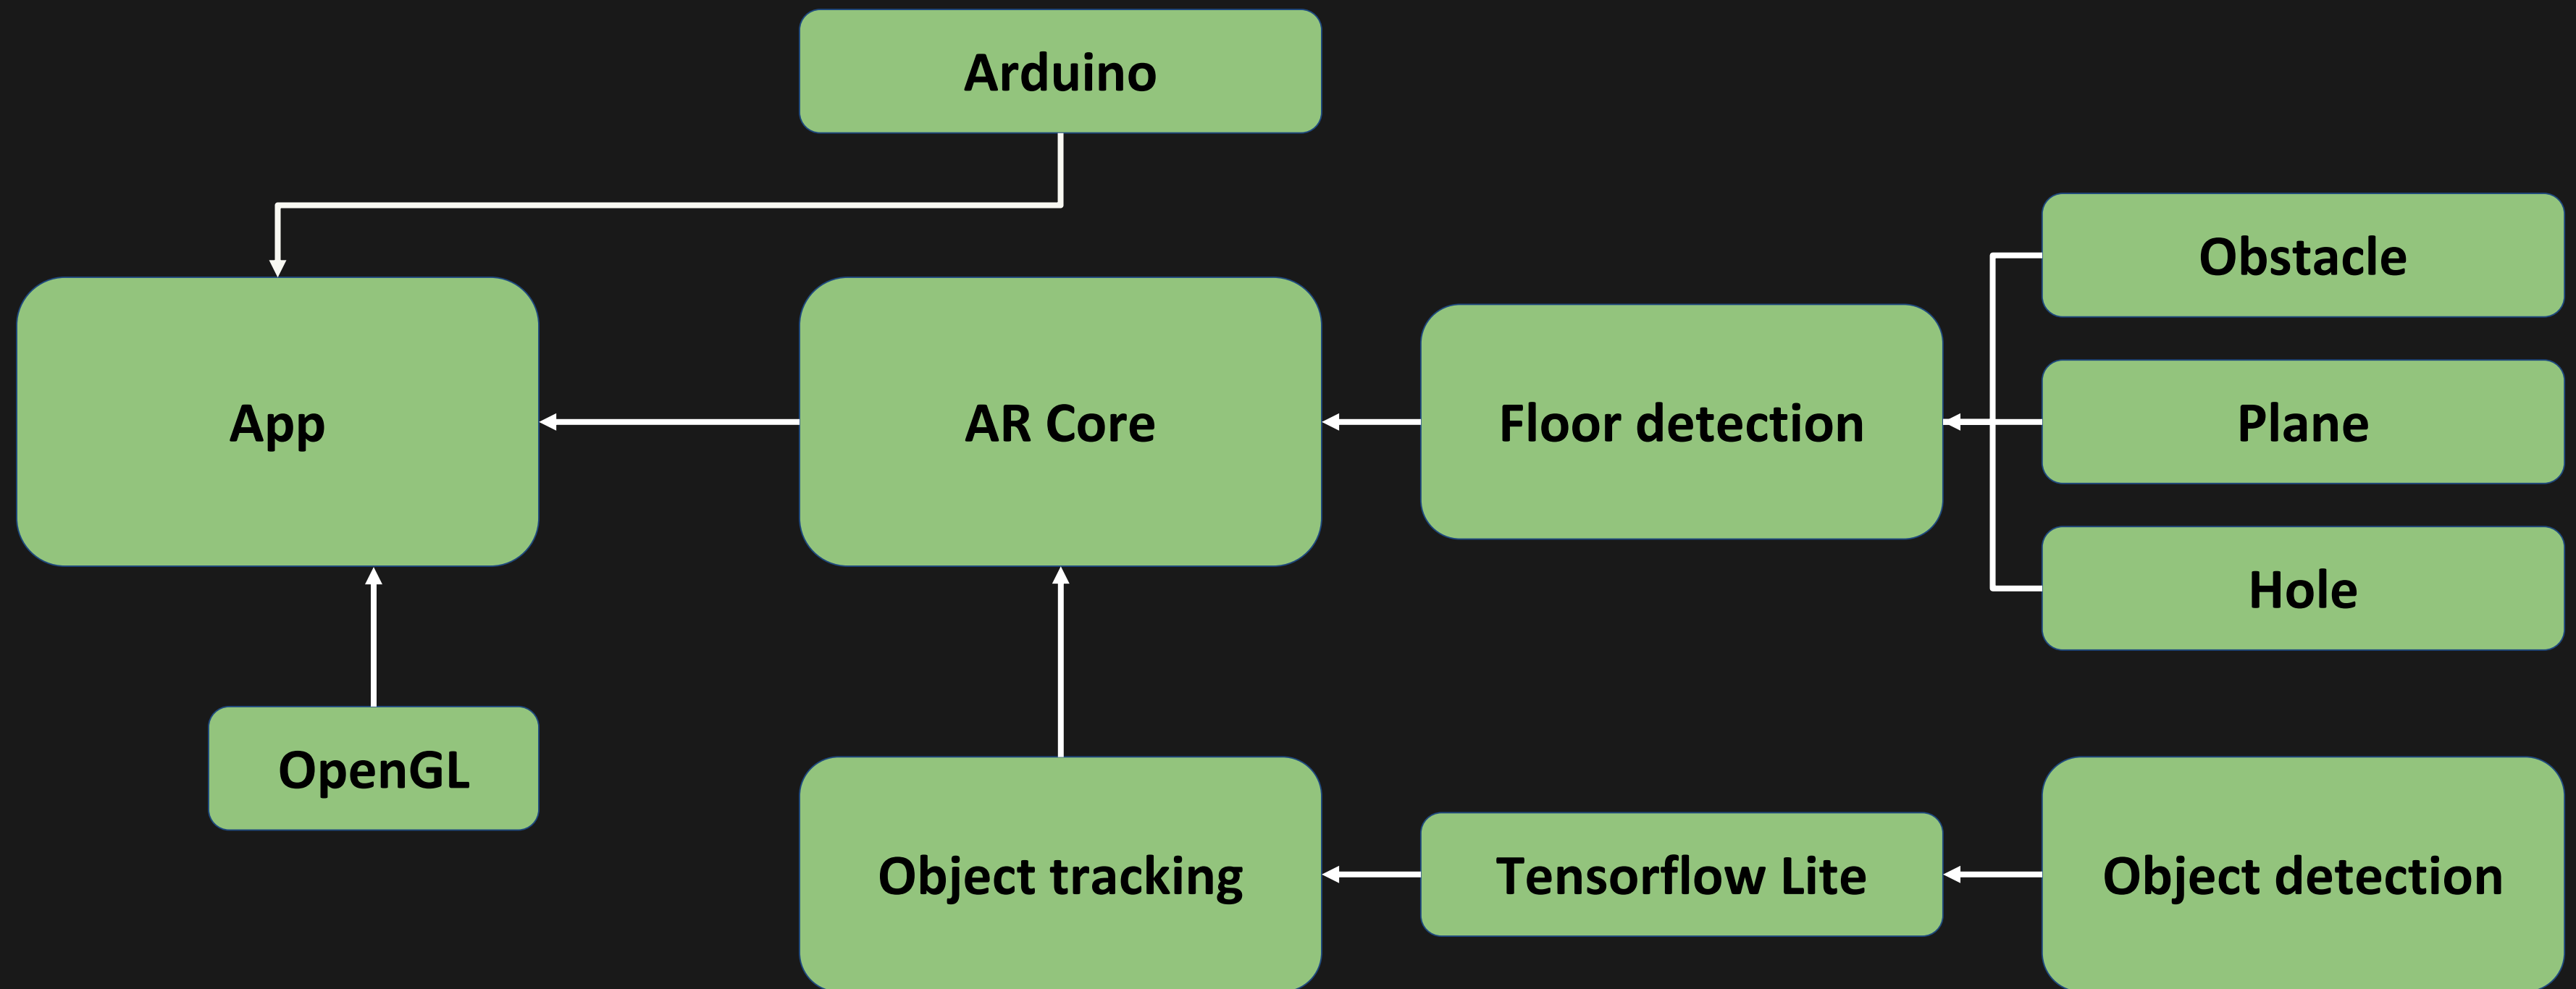 Arduino
Obstacle
App
AR Core
Floor detection
Plane
Hole
OpenGL
Object tracking
Tensorflow Lite
Object detection